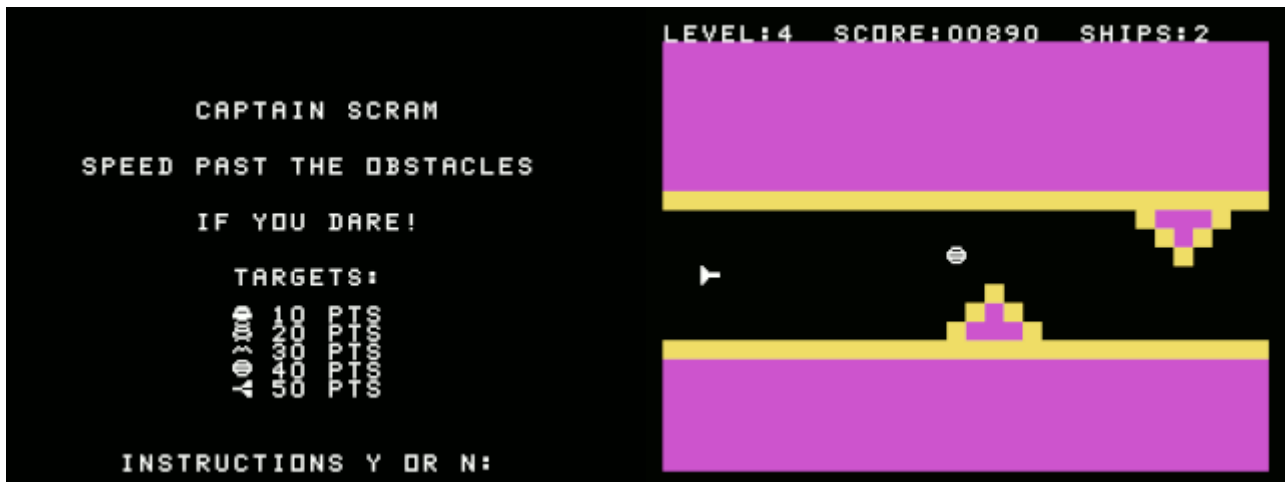 CAPTAIN SCRAM
SPEED PAST THE OBSTACLES
IF YOU DARE!
TARGETS:
10 PTS
20 PTS
30 PTS
40 PTS
50 PTS
INSTRUCTIONS Y OR N:
LEVEL:4 SCORE:00890 SHIPS:2